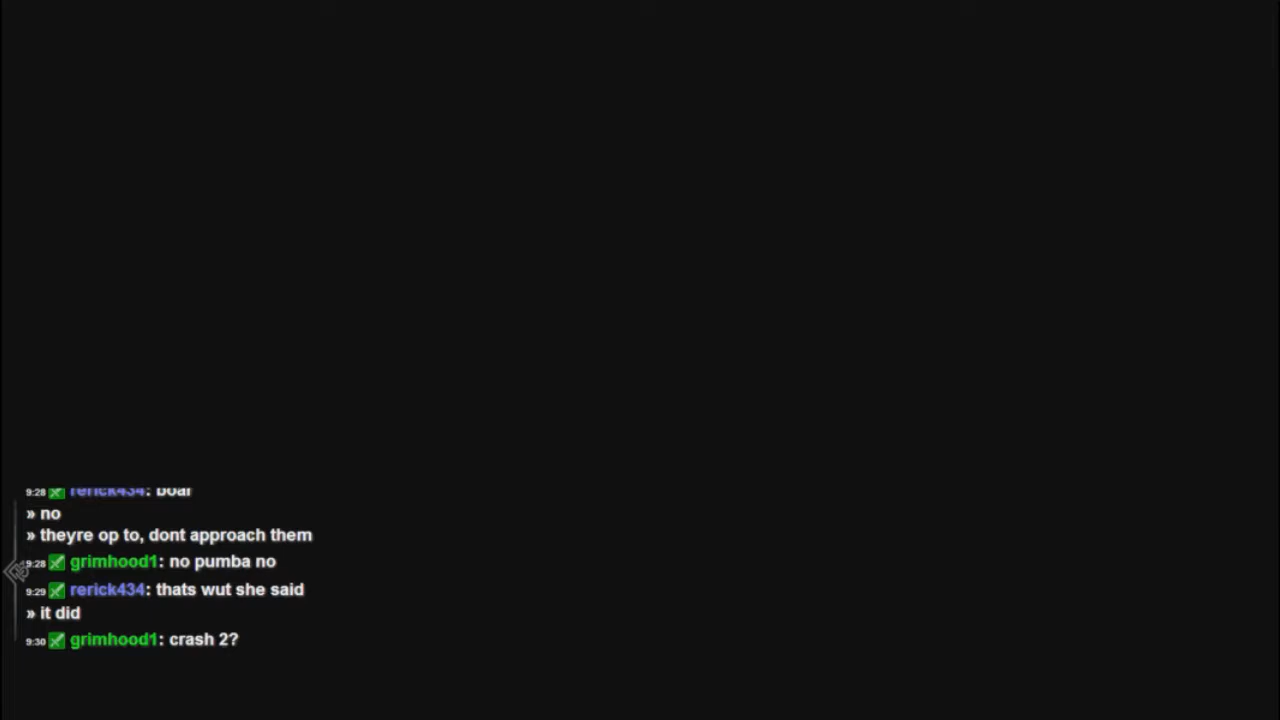 9:28 rerick434: boar
» no
» theyre op to, dont approach them
9:28 grimhood1: no pumba no
9:29 rerick434: thats wut she said
» it did
9:30 grimhood1: crash 2?